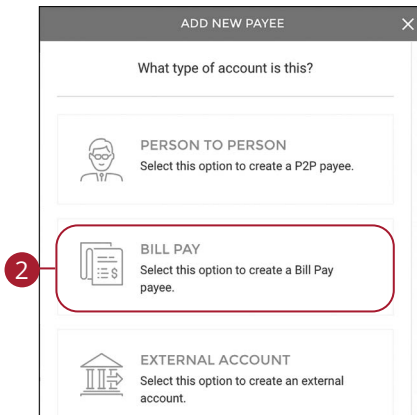 ADD NEW PAYEE
What type of account is this?
PERSON TO PERSON
Select this option to create a P2P payee.
2
BILL PAY
Select this option to create a Bill Pay
payee.
$
EXTERNAL ACCOUNT
Select this option to create an external
account.